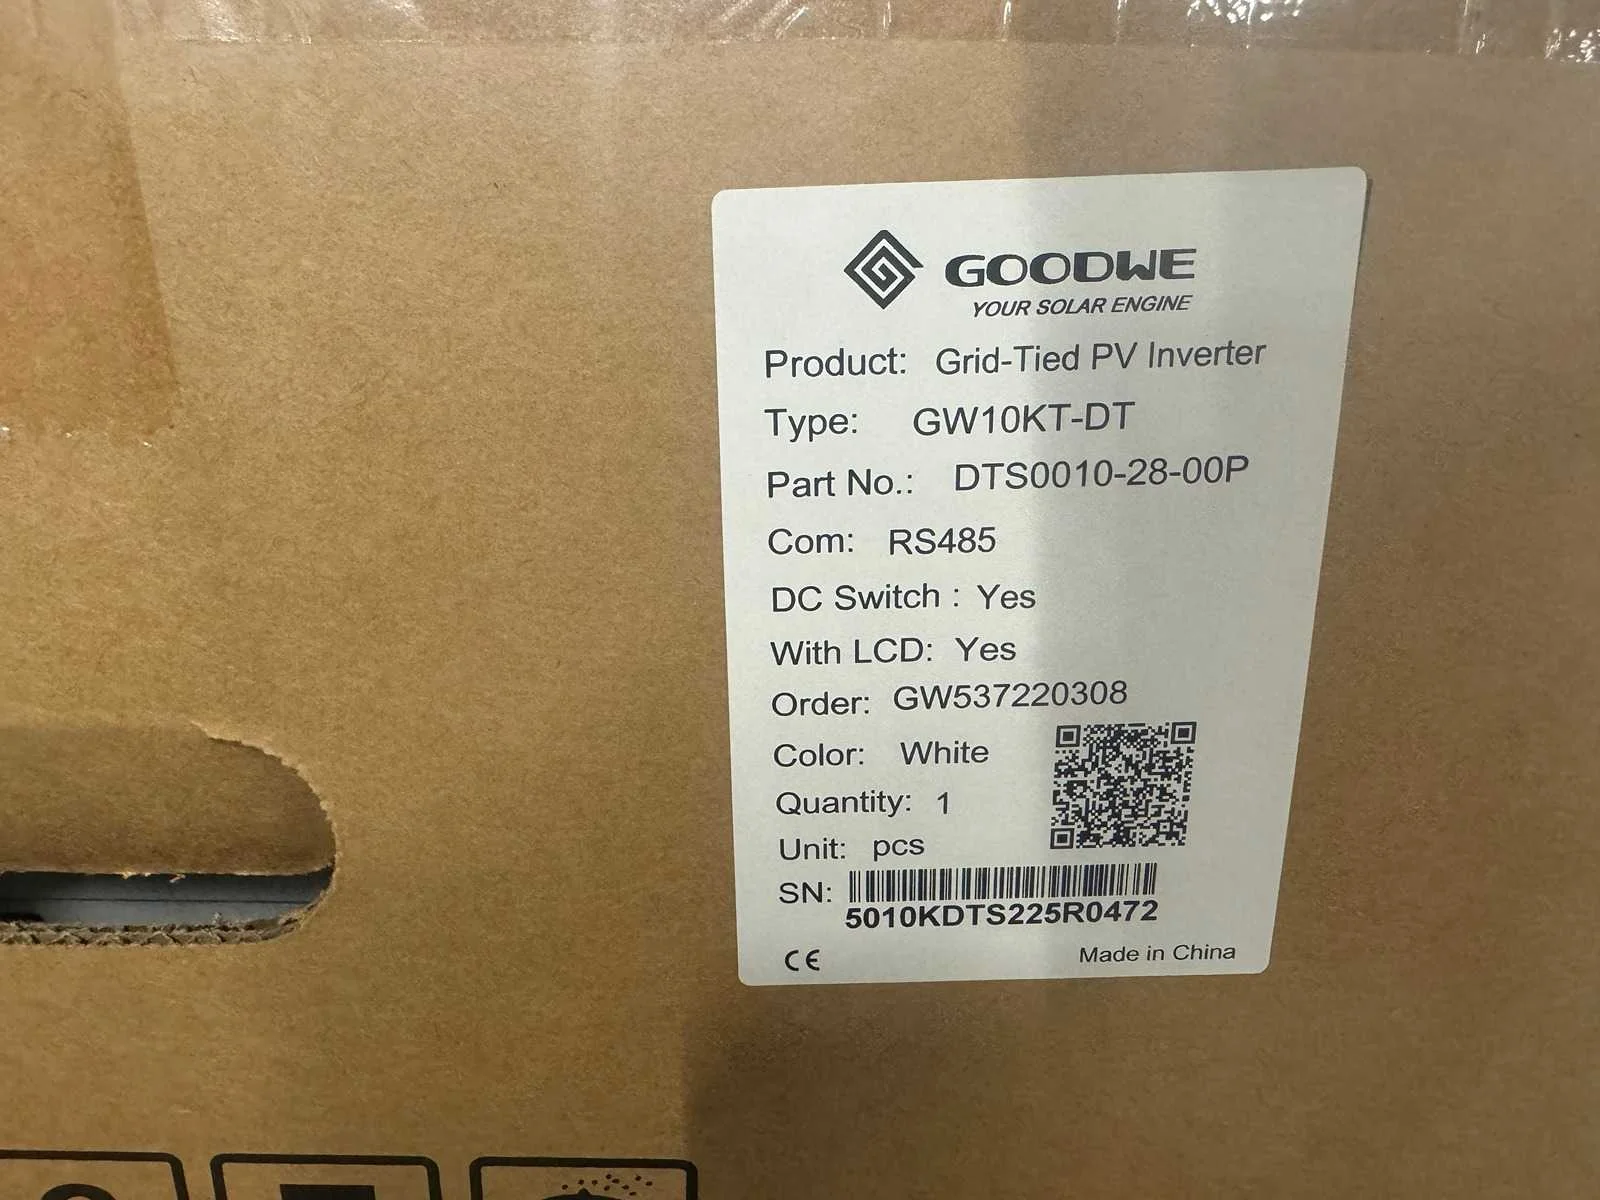 GOODWE
YOUR SOLAR ENGINE
Product: Grid-Tied PV Inverter
Type: GW10KT-DT
Part No.: DTS0010-28-00P
Com: RS485
DC Switch : Yes
With LCD: Yes
Order: GW537220308
Color: White
Quantity: 1
Unit: pcs
SN:
5010KDTS225R0472
CE Made in China